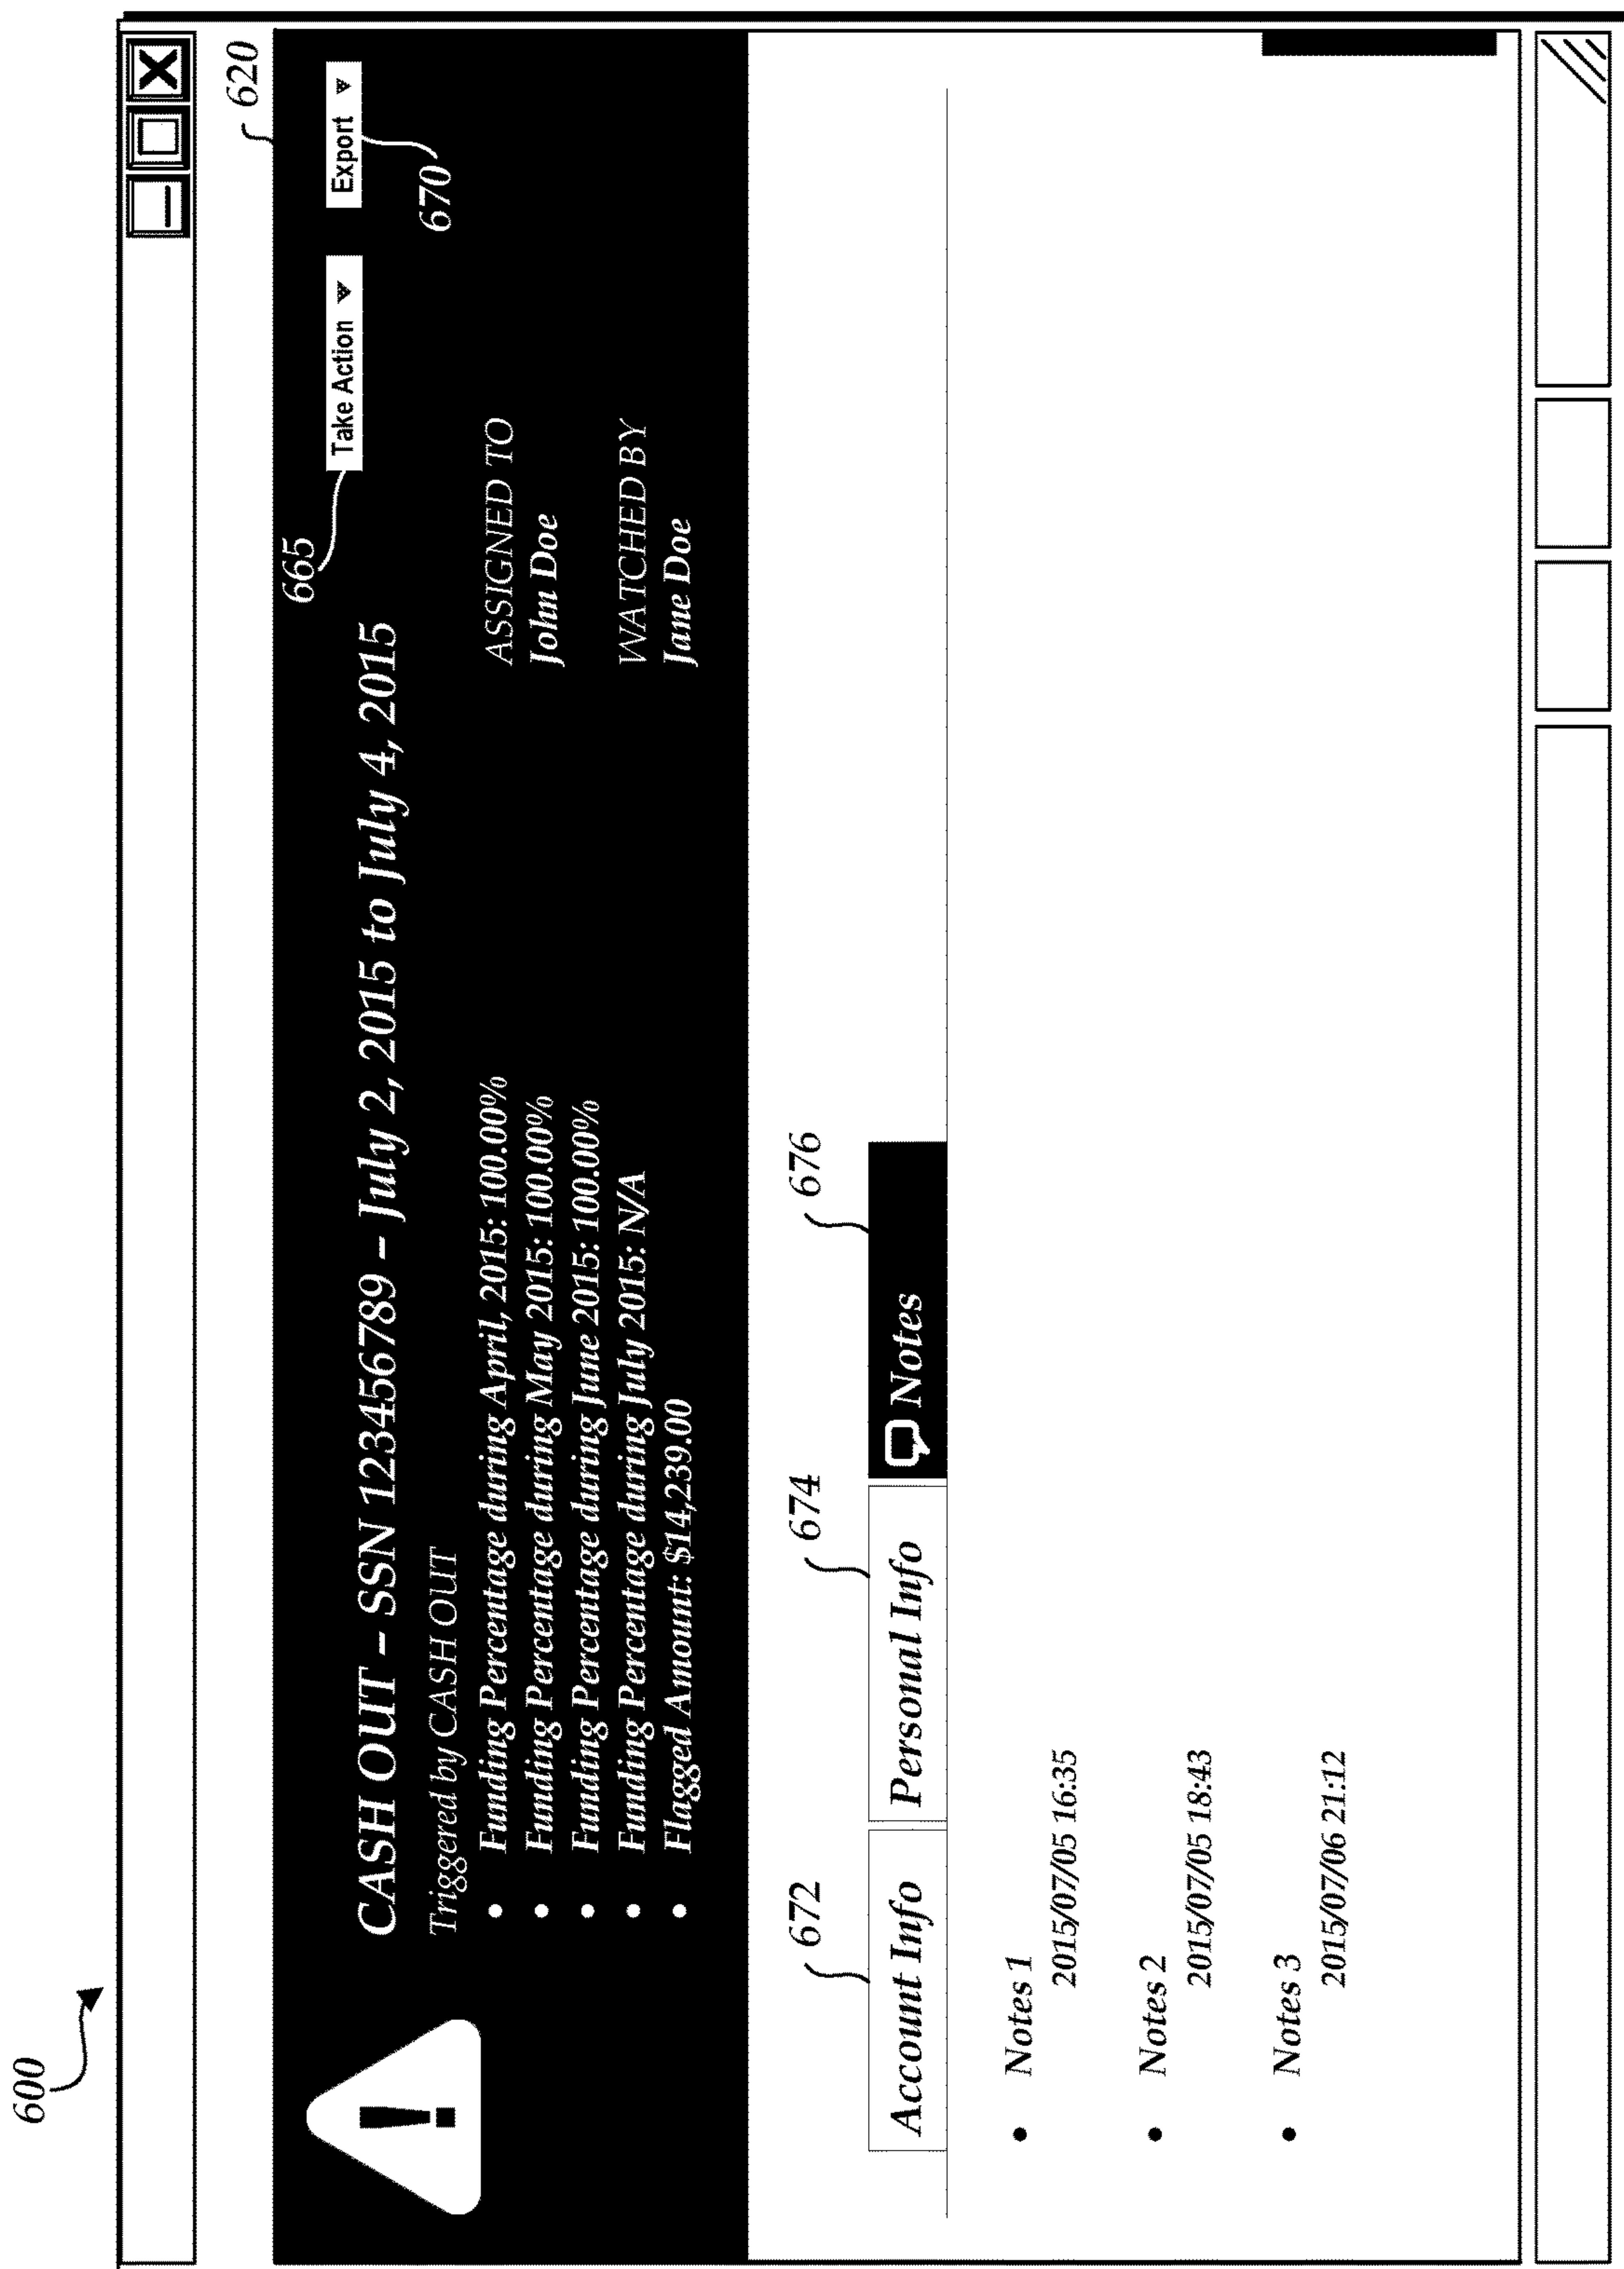 600
620
CASH OUT – SSN 123456789 – July 2, 2015 to July 4, 2015
665
Take Action
Export
670
Triggered by CASH OUT
• Funding Percentage during April, 2015: 100.00%
• Funding Percentage during May 2015: 100.00%
• Funding Percentage during June 2015: 100.00%
• Funding Percentage during July 2015: N/A
• Flagged Amount: $14,239.00
ASSIGNED TO
John Doe
WATCHED BY
Jane Doe
672
674
676
Account Info
Personal Info
Notes
• Notes 1
2015/07/05 16:35
• Notes 2
2015/07/05 18:43
• Notes 3
2015/07/06 21:12